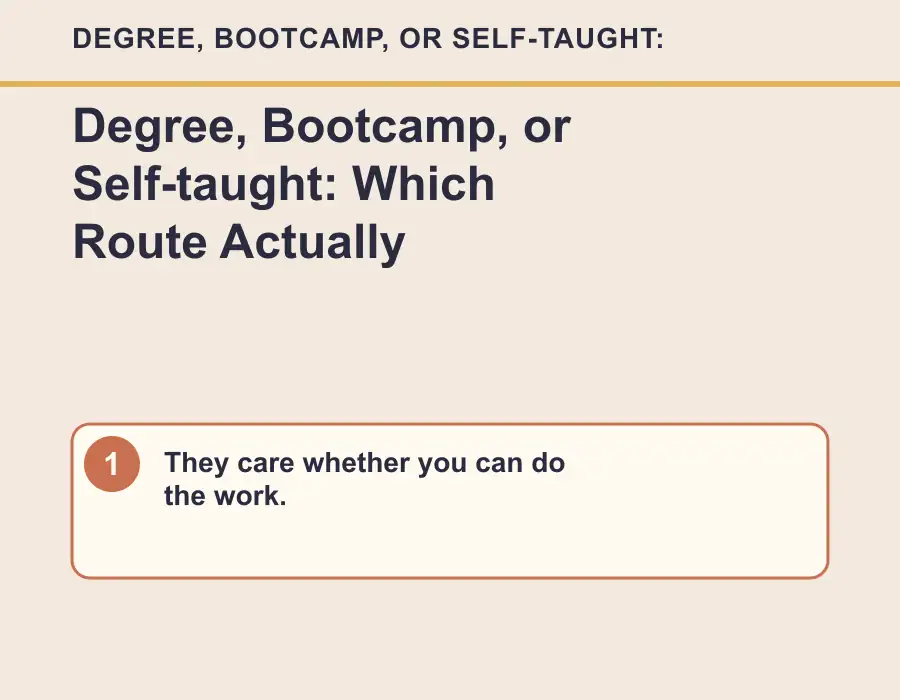 DEGREE, BOOTCAMP, OR SELF-TAUGHT:
Degree, Bootcamp, or
Self-taught: Which
Route Actually
1
They care whether you can do
the work.